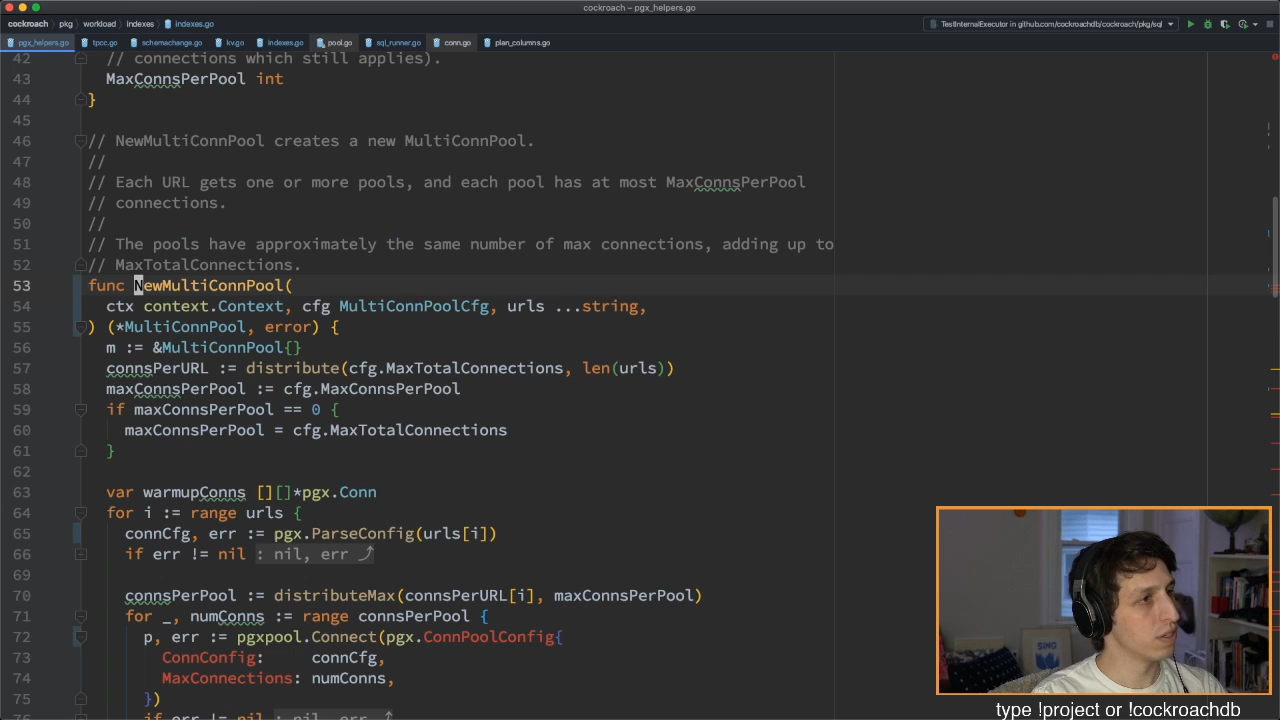 cockroach – pgx_helpers.go
cockroach › pkg › workload › indexes › indexes.go
TestInternalExecutor in github.com/cockroachdb/cockroach/pkg/sql
pgx_helpers.go tpcc.go schemachange.go kv.go indexes.go pool.go sql_runner.go conn.go plan_columns.go
42 // connections which still applies).
43 MaxConnsPerPool int
44 }
45
46 // NewMultiConnPool creates a new MultiConnPool.
47 //
48 // Each URL gets one or more pools, and each pool has at most MaxConnsPerPool
49 // connections.
50 //
51 // The pools have approximately the same number of max connections, adding up to
52 // MaxTotalConnections.
53 func NewMultiConnPool(
54 ctx context.Context, cfg MultiConnPoolCfg, urls ...string,
55 ) (*MultiConnPool, error) {
56 m := &MultiConnPool{}
57 connsPerURL := distribute(cfg.MaxTotalConnections, len(urls))
58 maxConnsPerPool := cfg.MaxConnsPerPool
59 if maxConnsPerPool == 0 {
60 maxConnsPerPool = cfg.MaxTotalConnections
61 }
62
63 var warmupConns [][]*pgx.Conn
64 for i := range urls {
65 connCfg, err := pgx.ParseConfig(urls[i])
66 if err != nil : nil, err
69
70 connsPerPool := distributeMax(connsPerURL[i], maxConnsPerPool)
71 for _, numConns := range connsPerPool {
72 p, err := pgxpool.Connect(pgx.ConnPoolConfig{
73 ConnConfig: connCfg,
74 MaxConnections: numConns,
75 })
76 if err != nil : nil, err
SING
type !project or !cockroachdb